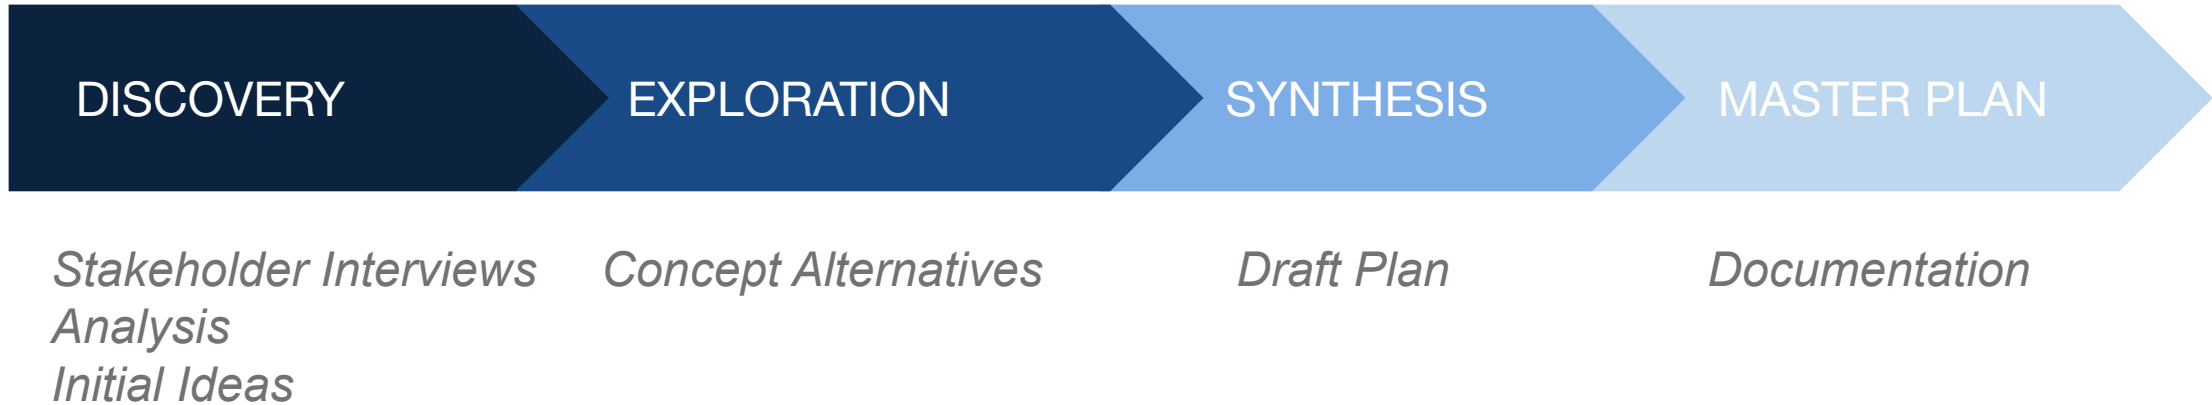 DISCOVERY
EXPLORATION
SYNTHESIS
MASTER PLAN
Stakeholder Interviews
Analysis
Initial Ideas
Concept Alternatives
Draft Plan
Documentation